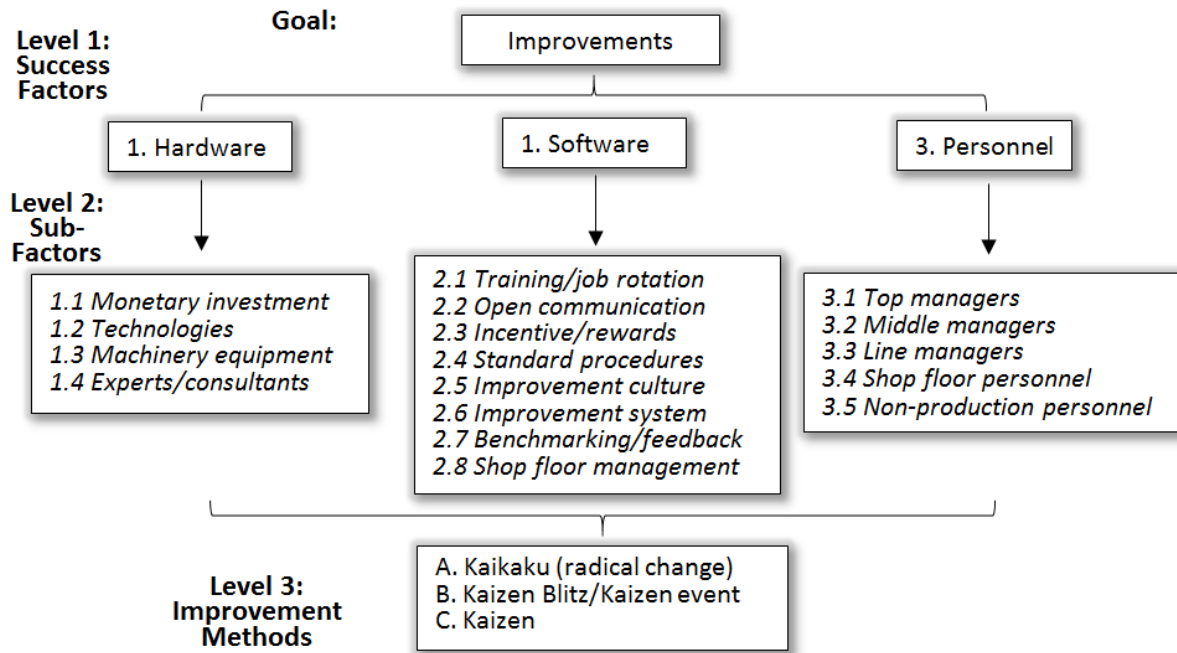 Goal:
Improvements
Level 1:
Success
Factors
1. Hardware
1. Software
3. Personnel
Level 2:
Sub-
Factors
1.1 Monetary investment
1.2 Technologies
1.3 Machinery equipment
1.4 Experts/consultants
2.1 Training/job rotation
2.2 Open communication
2.3 Incentive/rewards
2.4 Standard procedures
2.5 Improvement culture
2.6 Improvement system
2.7 Benchmarking/feedback
2.8 Shop floor management
3.1 Top managers
3.2 Middle managers
3.3 Line managers
3.4 Shop floor personnel
3.5 Non-production personnel
Level 3:
Improvement
Methods
A. Kaikaku (radical change)
B. Kaizen Blitz/Kaizen event
C. Kaizen